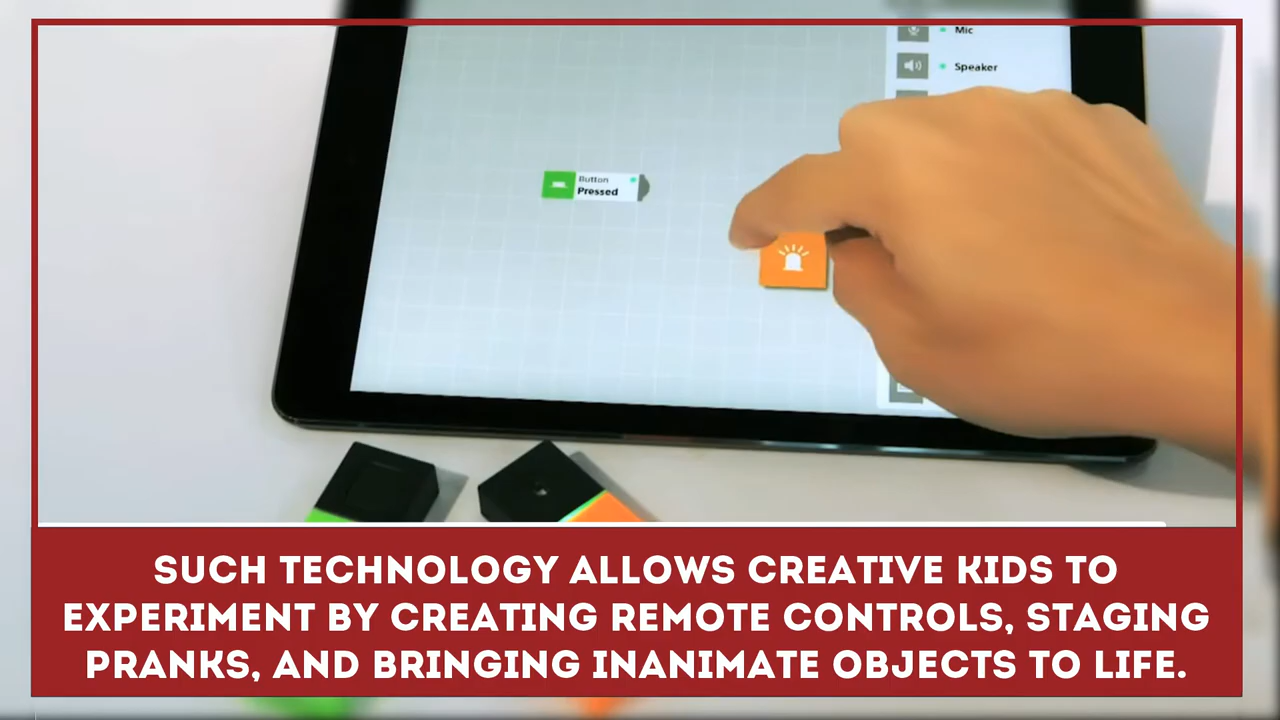 Mic
Speaker
Button
Pressed
SUCH TECHNOLOGY ALLOWS CREATIVE KIDS TO
EXPERIMENT BY CREATING REMOTE CONTROLS, STAGING
PRANKS, AND BRINGING INANIMATE OBJECTS TO LIFE.